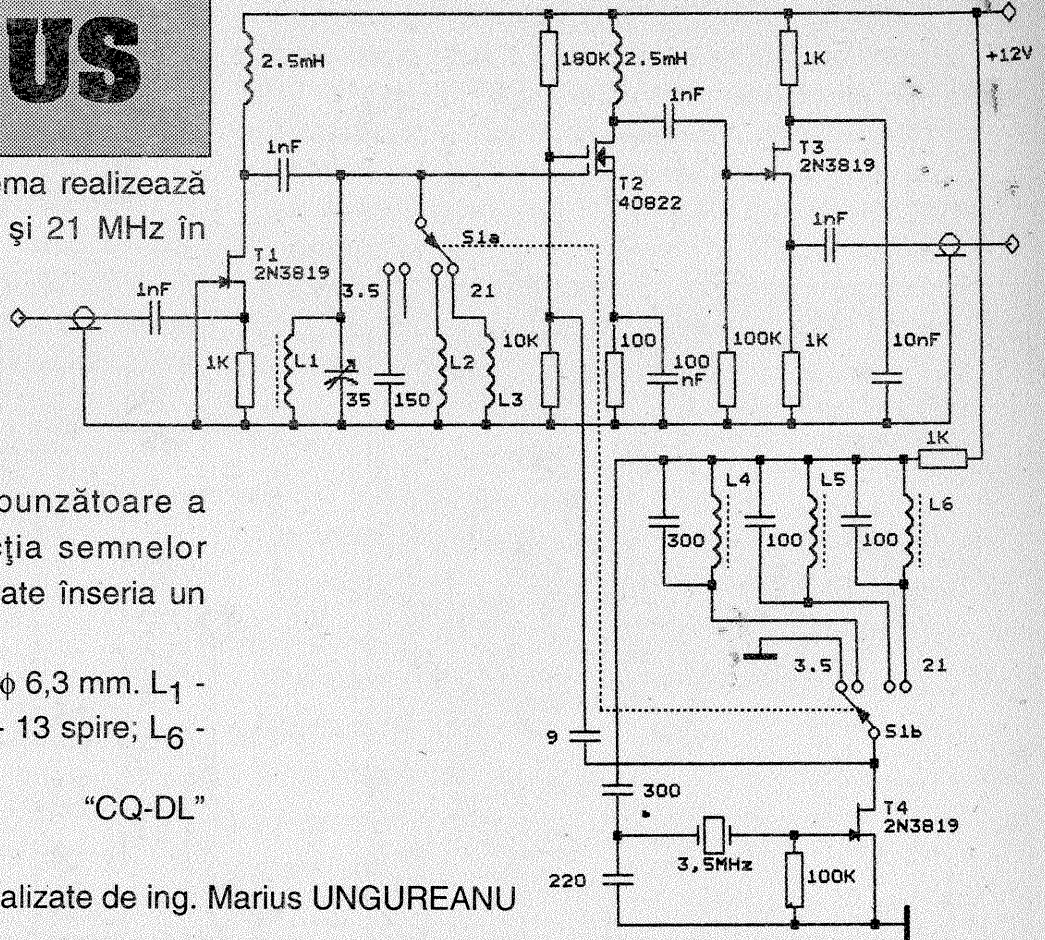 US
2.5mH
180K
2.5mH
1K
+12V
1nF
1nF
T3
2N3819
T2
40822
ema realizează
şi 21 MHz în
1nF
S1a
T1
2N3819
1nF
3.5
21
1K
L1
L2
10K
100
100
nF
100K
1K
10nF
35
150
L3
1K
punzătoare a
cţia semnelor
ate înseria un
L4
L5
L6
300
100
100
ϕ 6,3 mm. L1 -
- 13 spire; L6 -
3.5
21
9
S1b
"CQ-DL"
300
T4
2N3819
3,5MHz
220
100K
alizate de ing. Marius UNGUREANU